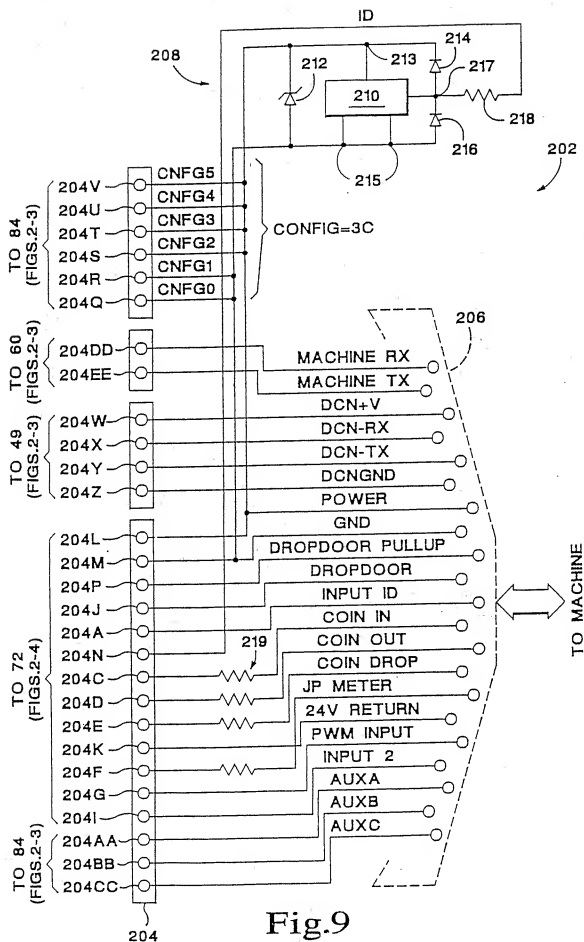 ID
208
212
213
214
217
210
218
216
215
202
204V CNFG5
204U CNFG4
204T CNFG3
204S CNFG2
204R CNFG1
204Q CNFG0
TO 84
(FIGS.2-3)
CONFIG=3C
206
204DD MACHINE RX
204EE MACHINE TX
TO 60
(FIGS.2-3)
204W DCN+V
204X DCN-RX
204Y DCN-TX
204Z DCNGND
TO 49
(FIGS.2-3)
POWER
204L GND
204M DROPDOOR PULLUP
204P DROPDOOR
204J INPUT ID
204A COIN IN
204N
219
204C COIN OUT
204D COIN DROP
204E JP METER
204K 24V RETURN
204F PWM INPUT
204G INPUT 2
204I AUXA
TO 72
(FIGS.2-4)
204AA AUXB
204BB AUXC
204CC
TO 84
(FIGS.2-3)
TO MACHINE
204
Fig.9